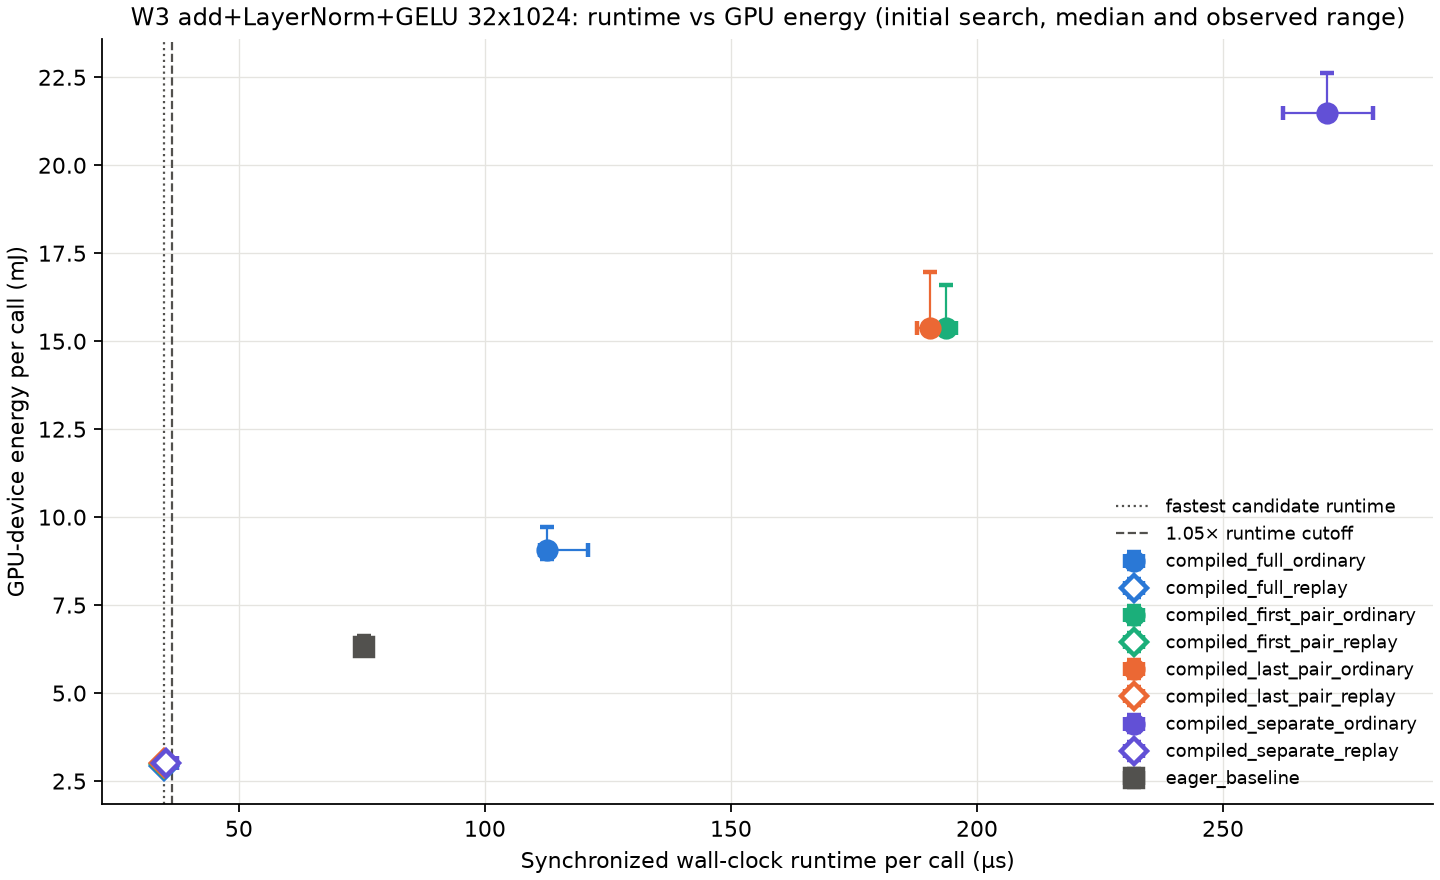 W3 add+LayerNorm+GELU 32x1024: runtime vs GPU energy (initial search, median and observed range)
GPU-device energy per call (mJ)
22.5
20.0
17.5
15.0
12.5
10.0
7.5
5.0
2.5
fastest candidate runtime
1.05× runtime cutoff
compiled_full_ordinary
compiled_full_replay
compiled_first_pair_ordinary
compiled_first_pair_replay
compiled_last_pair_ordinary
compiled_last_pair_replay
compiled_separate_ordinary
compiled_separate_replay
eager_baseline
50 100 150 200 250
Synchronized wall-clock runtime per call (µs)